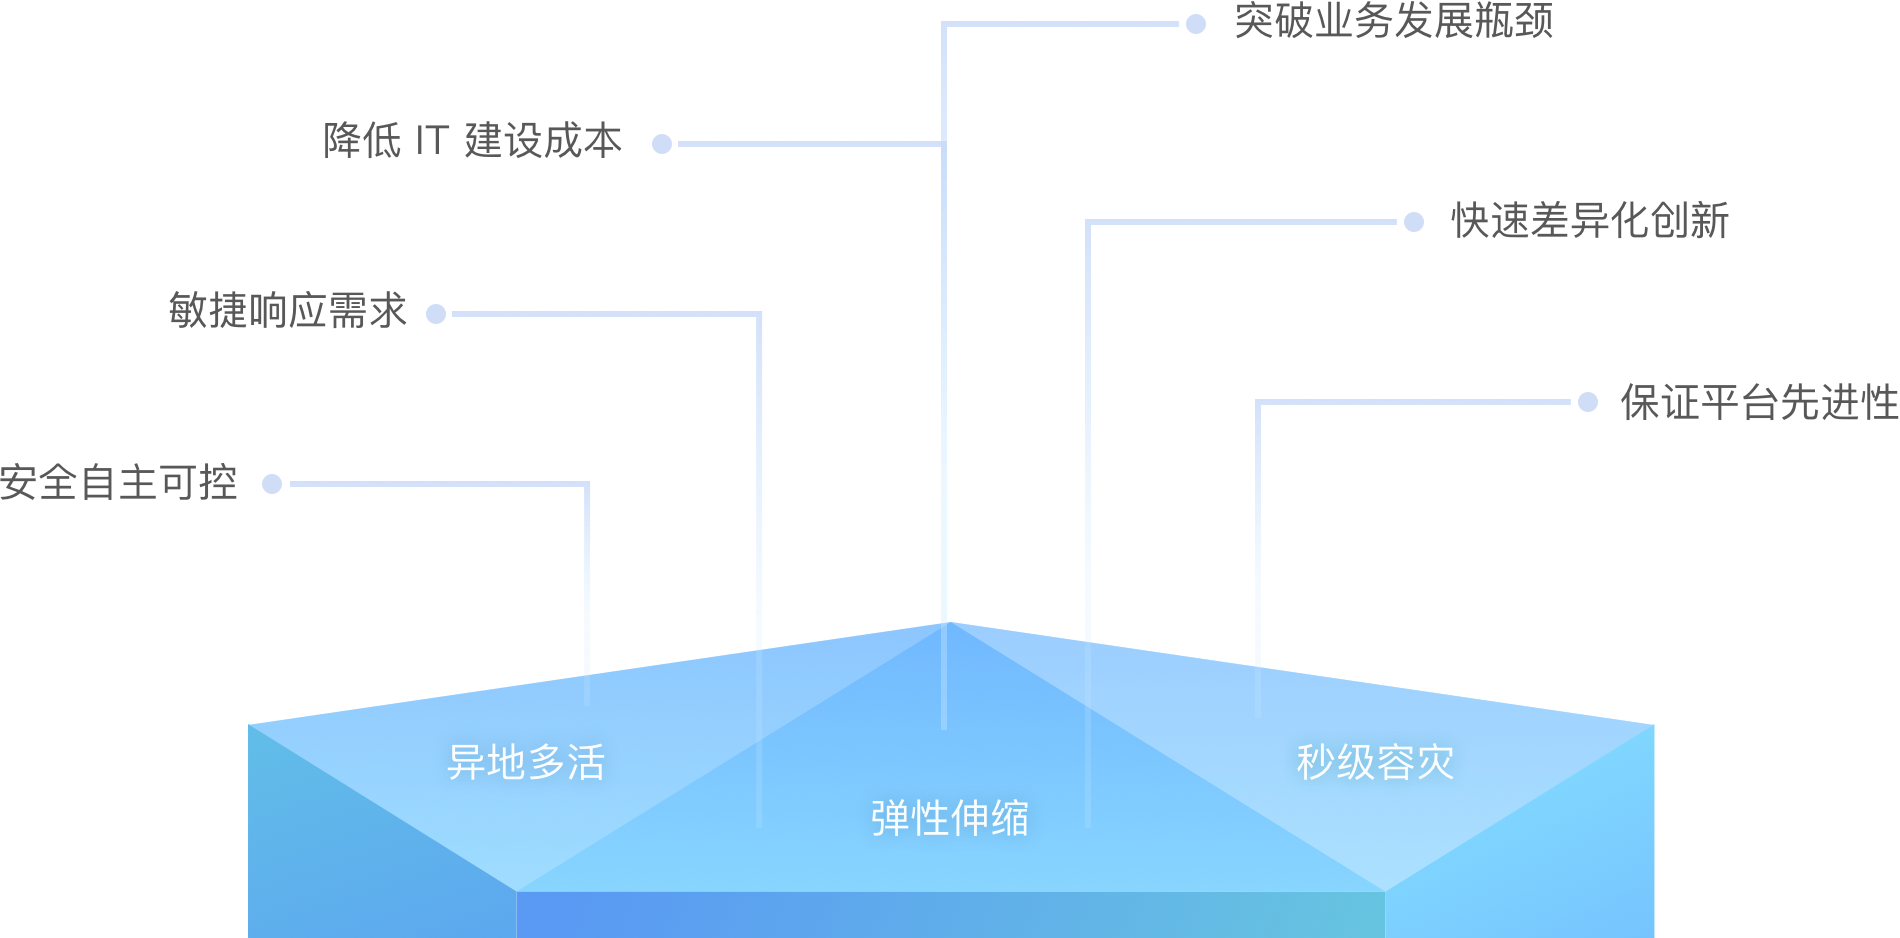 突破业务发展瓶颈
降低 IT 建设成本
快速差异化创新
敏捷响应需求
保证平台先进性
安全自主可控
异地多活
秒级容灾
弹性伸缩